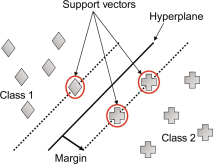 Support vectors
Hyperplane
Class 1
Class 2
Margin